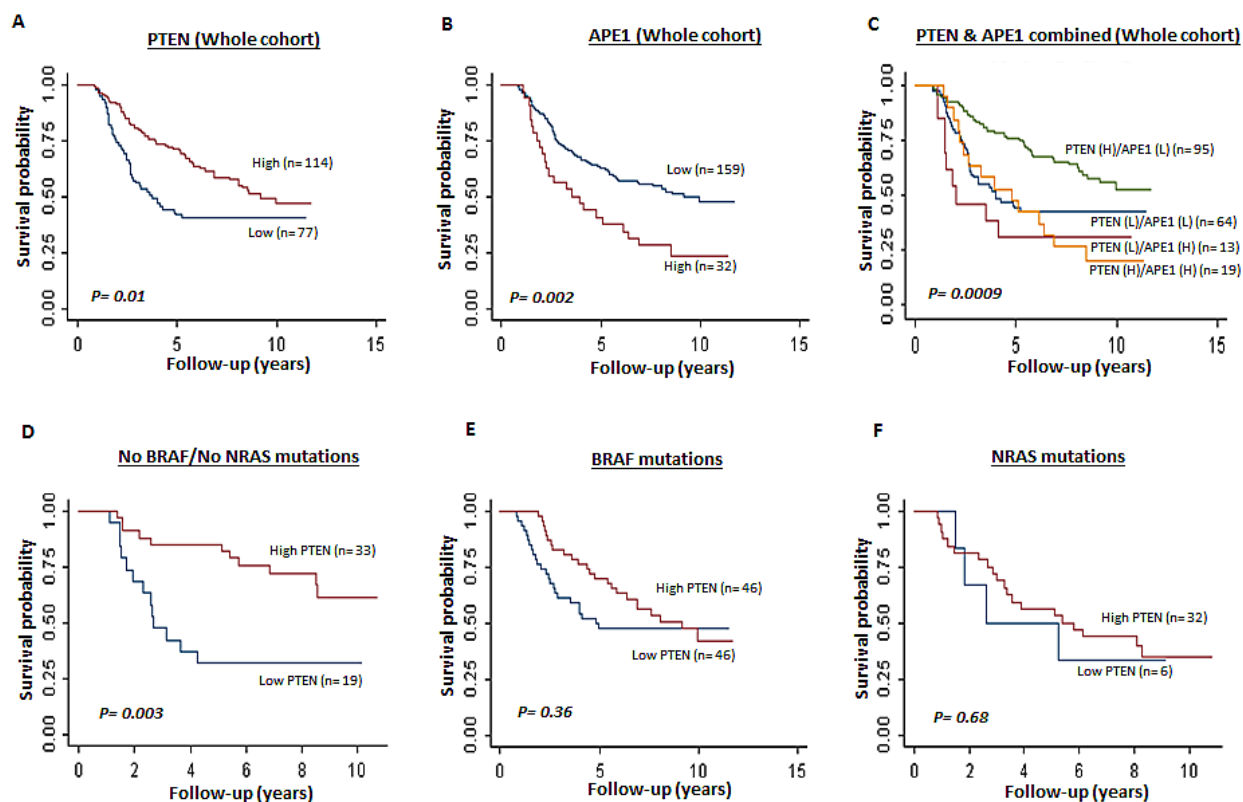 A
PTEN (Whole cohort)
Survival probability
1.00
0.75
0.50
0.25
0.00
High (n=114)
Low (n=77)
P= 0.01
0 5 10 15
Follow-up (years)
B
APE1 (Whole cohort)
Survival probability
1.00
0.75
0.50
0.25
0.00
Low (n=159)
High (n=32)
P= 0.002
0 5 10 15
Follow-up (years)
C
PTEN & APE1 combined (Whole cohort)
Survival probability
1.00
0.75
0.50
0.25
0.00
PTEN (H)/APE1 (L) (n=95)
PTEN (L)/APE1 (L) (n=64)
PTEN (L)/APE1 (H) (n=13)
PTEN (H)/APE1 (H) (n=19)
P= 0.0009
0 5 10 15
Follow-up (years)
D
No BRAF/No NRAS mutations
Survival probability
1.00
0.75
0.50
0.25
0.00
High PTEN (n=33)
Low PTEN (n=19)
P= 0.003
0 2 4 6 8 10
Follow-up (years)
E
BRAF mutations
Survival probability
1.00
0.75
0.50
0.25
0.00
High PTEN (n=46)
Low PTEN (n=46)
P= 0.36
0 5 10 15
Follow-up (years)
F
NRAS mutations
Survival probability
1.00
0.75
0.50
0.25
0.00
High PTEN (n=32)
Low PTEN (n=6)
P= 0.68
0 2 4 6 8 10
Follow-up (years)